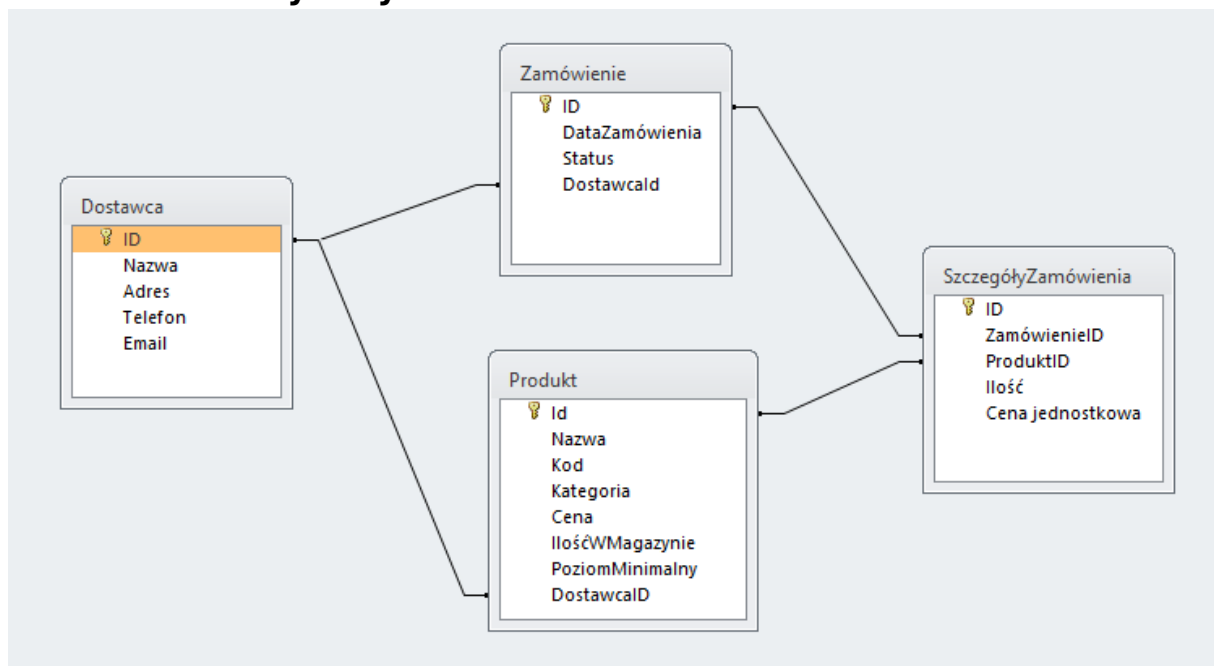 Zamówienie
ID
DataZamówienia
Status
DostawcaId
Dostawca
ID
Nazwa
Adres
Telefon
Email
SzczegółyZamówienia
ID
ZamówienieID
ProduktID
Ilość
Cena jednostkowa
Produkt
Id
Nazwa
Kod
Kategoria
Cena
IlośćWMagazynie
PoziomMinimalny
DostawcaID